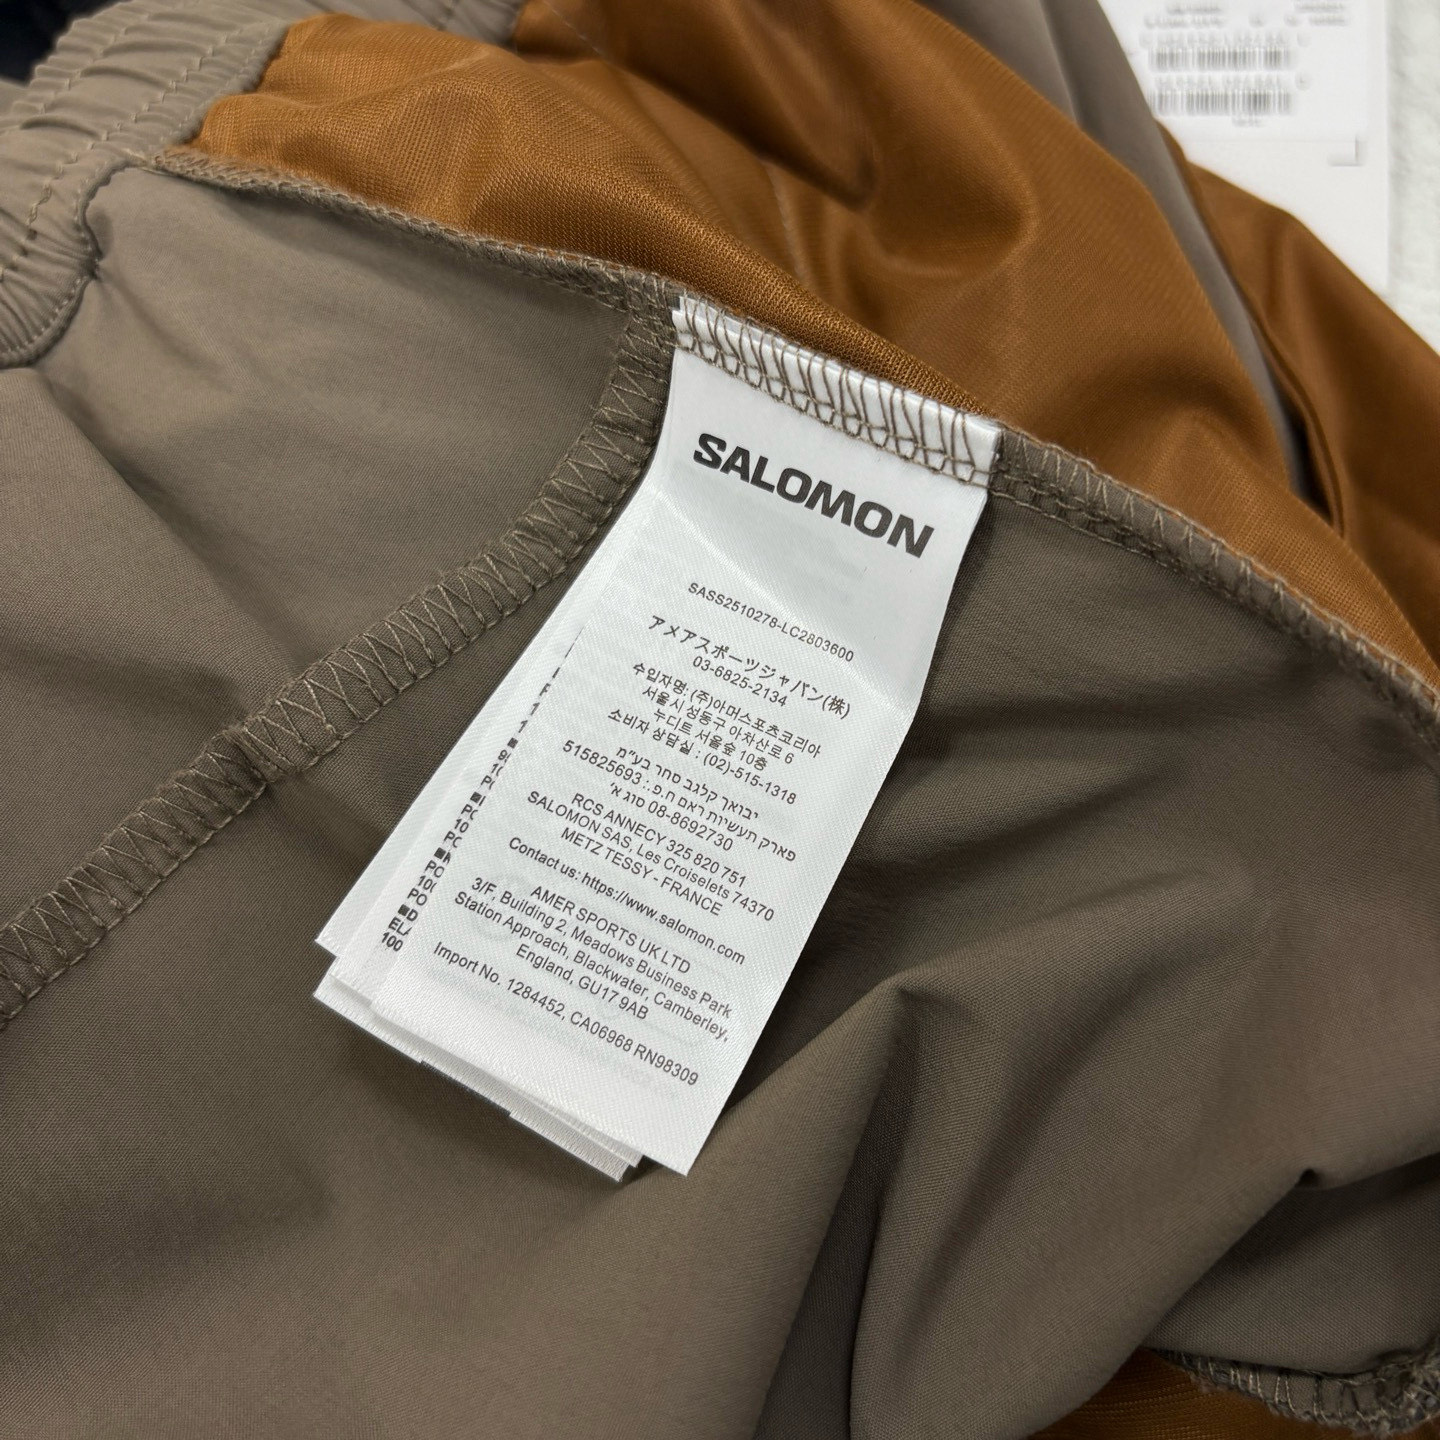 SALOMON
SASS2510278-LC2803600
アメアスポーツジャパン(株)
03-6825-2134
수입자명: (주)아머스포츠코리아
서울시 성동구 아차산로 6
누디트 서울숲 10층
소비자 상담실 : (02)-515-1318
יבואך קלגב סחר בע"מ
515825693 :.פארק תעשיות ראם ח.פ
08-8692730 סוג א'
RCS ANNECY 325 820 751
SALOMON SAS, Les Croiselets 74370
METZ TESSY - FRANCE
Contact us: https://www.salomon.com
AMER SPORTS UK LTD
3/F, Building 2, Meadows Business Park
Station Approach, Blackwater, Camberley,
England, GU17 9AB
Import No. 1284452, CA06968 RN98309